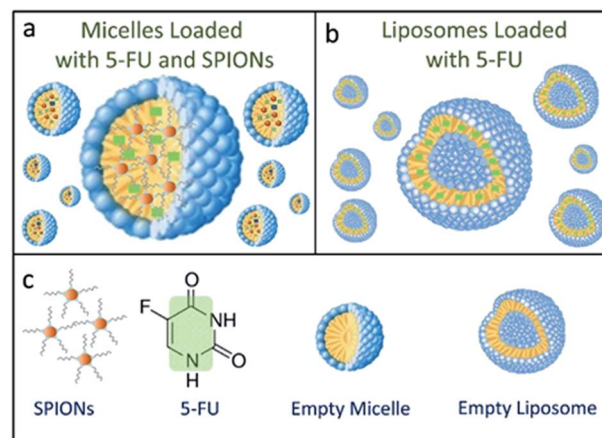 a
Micelles Loaded
with 5-FU and SPIONs
b
Liposomes Loaded
with 5-FU
c
O
F
NH
N
H
O
SPIONs
5-FU
Empty Micelle
Empty Liposome